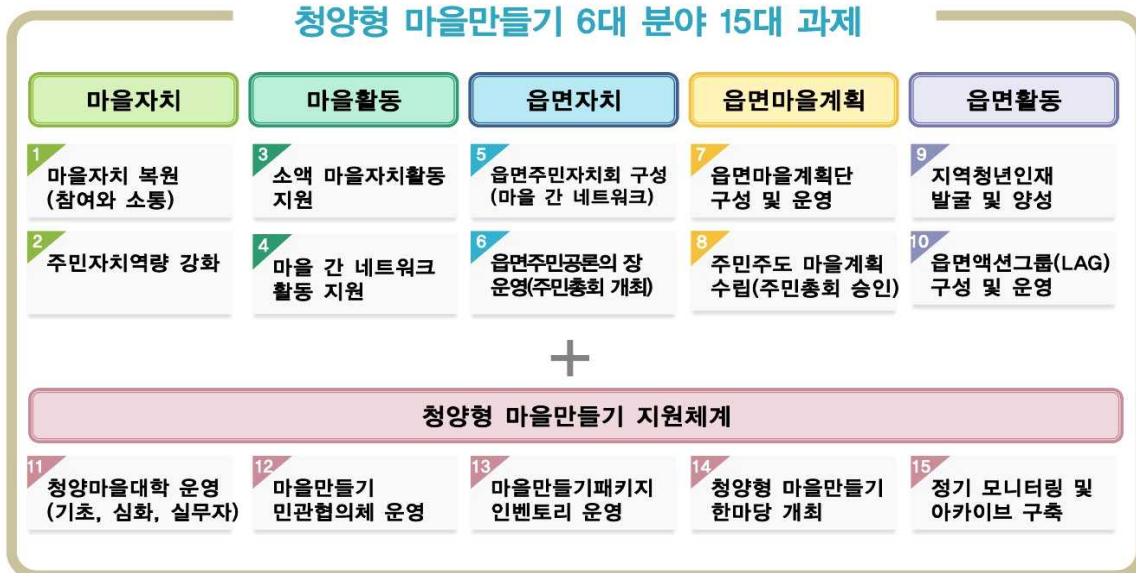 청양형 마을만들기 6대 분야 15대 과제
마을자치
마을활동
읍면자치
읍면마을계획
읍면활동
1
마을자치 복원
(참여와 소통)
3
소액 마을자치활동
지원
5
읍면주민자치회 구성
(마을 간 네트워크)
7
읍면마을계획단
구성 및 운영
9
지역청년인재
발굴 및 양성
2
주민자치역량 강화
4
마을 간 네트워크
활동 지원
6
읍면주민공론의 장
운영(주민총회 개최)
8
주민주도 마을계획
수립(주민총회 승인)
10
읍면액션그룹(LAG)
구성 및 운영
+
청양형 마을만들기 지원체계
11
청양마을대학 운영
(기초, 심화, 실무자)
12
마을만들기
민관협의체 운영
13
마을만들기패키지
인벤토리 운영
14
청양형 마을만들기
한마당 개최
15
정기 모니터링 및
아카이브 구축